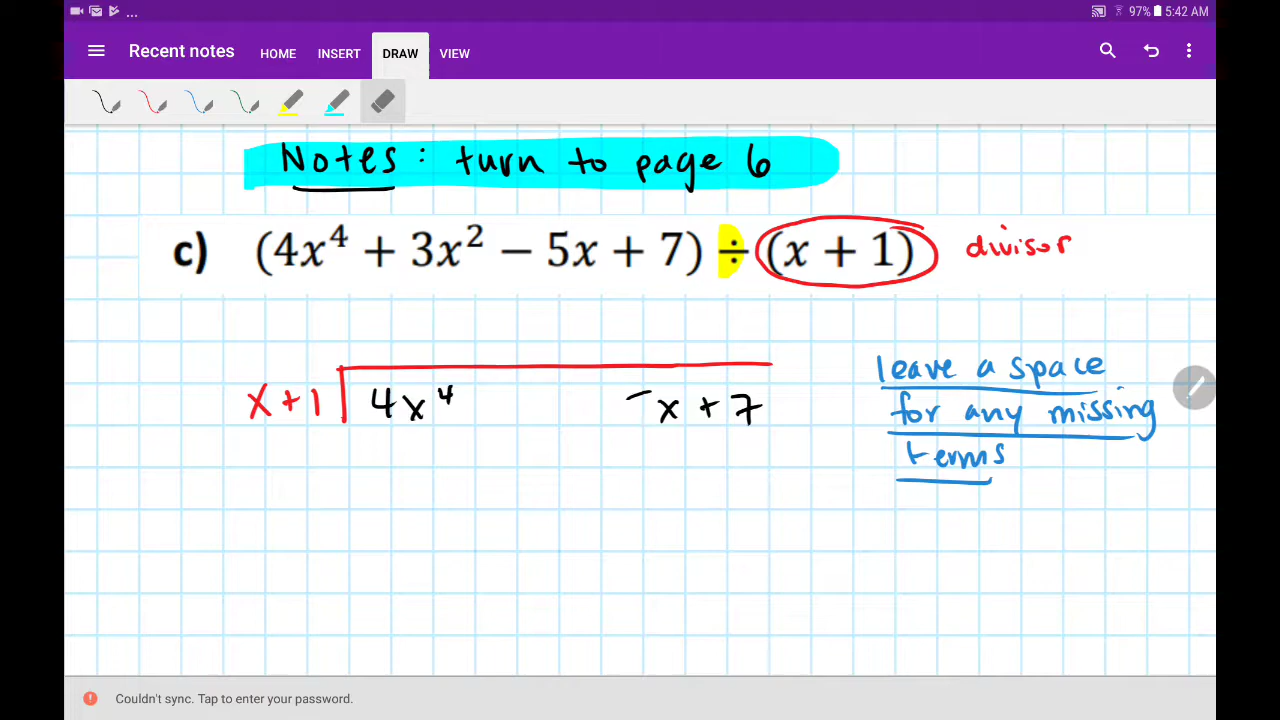 ... 97% 5:42 AM
Recent notes HOME INSERT DRAW VIEW
Notes: turn to page 6
c) (4x⁴ + 3x² − 5x + 7) ÷ (x + 1) divisor
x + 1 4x⁴ − x + 7
leave a space
for any missing
terms
Couldn't sync. Tap to enter your password.